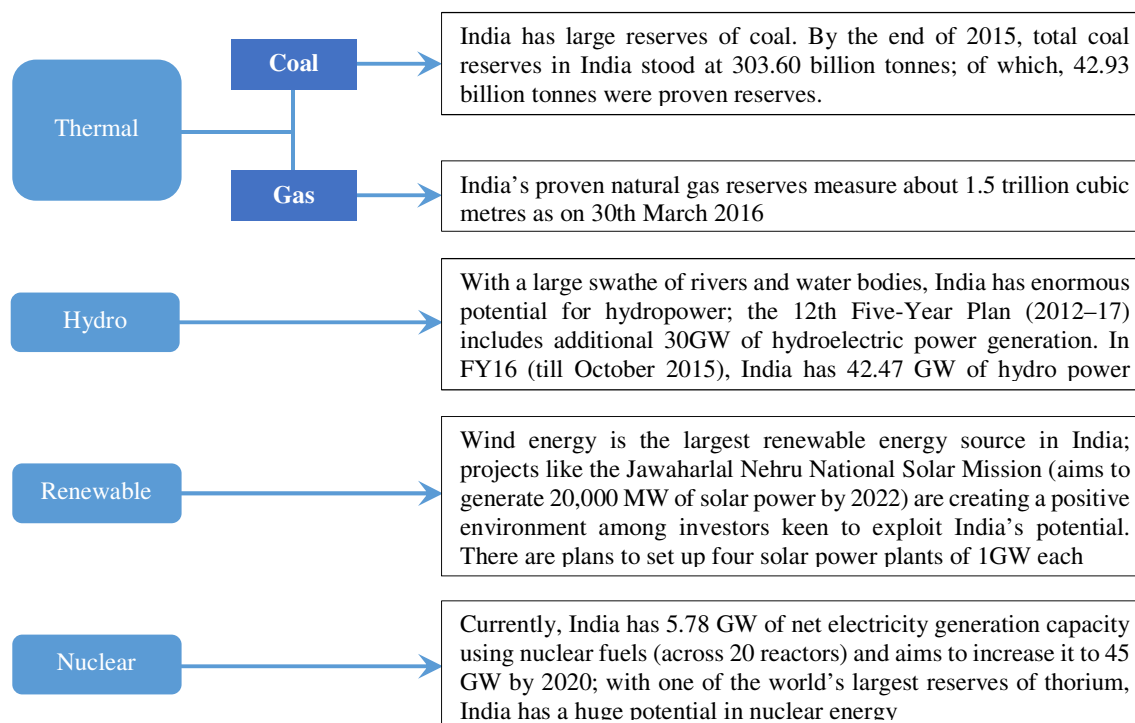 Thermal
Coal
India has large reserves of coal. By the end of 2015, total coal
reserves in India stood at 303.60 billion tonnes; of which, 42.93
billion tonnes were proven reserves.
Gas
India’s proven natural gas reserves measure about 1.5 trillion cubic
metres as on 30th March 2016
Hydro
With a large swathe of rivers and water bodies, India has enormous
potential for hydropower; the 12th Five-Year Plan (2012–17)
includes additional 30GW of hydroelectric power generation. In
FY16 (till October 2015), India has 42.47 GW of hydro power
Renewable
Wind energy is the largest renewable energy source in India;
projects like the Jawaharlal Nehru National Solar Mission (aims to
generate 20,000 MW of solar power by 2022) are creating a positive
environment among investors keen to exploit India’s potential.
There are plans to set up four solar power plants of 1GW each
Nuclear
Currently, India has 5.78 GW of net electricity generation capacity
using nuclear fuels (across 20 reactors) and aims to increase it to 45
GW by 2020; with one of the world’s largest reserves of thorium,
India has a huge potential in nuclear energy